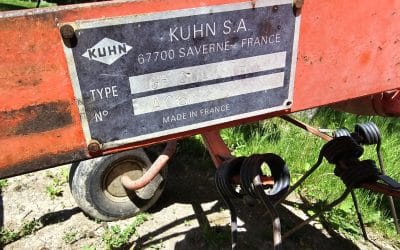 KUHN S.A.
KUHN
67700 SAVERNE - FRANCE
TYPE
N°
MADE IN FRANCE